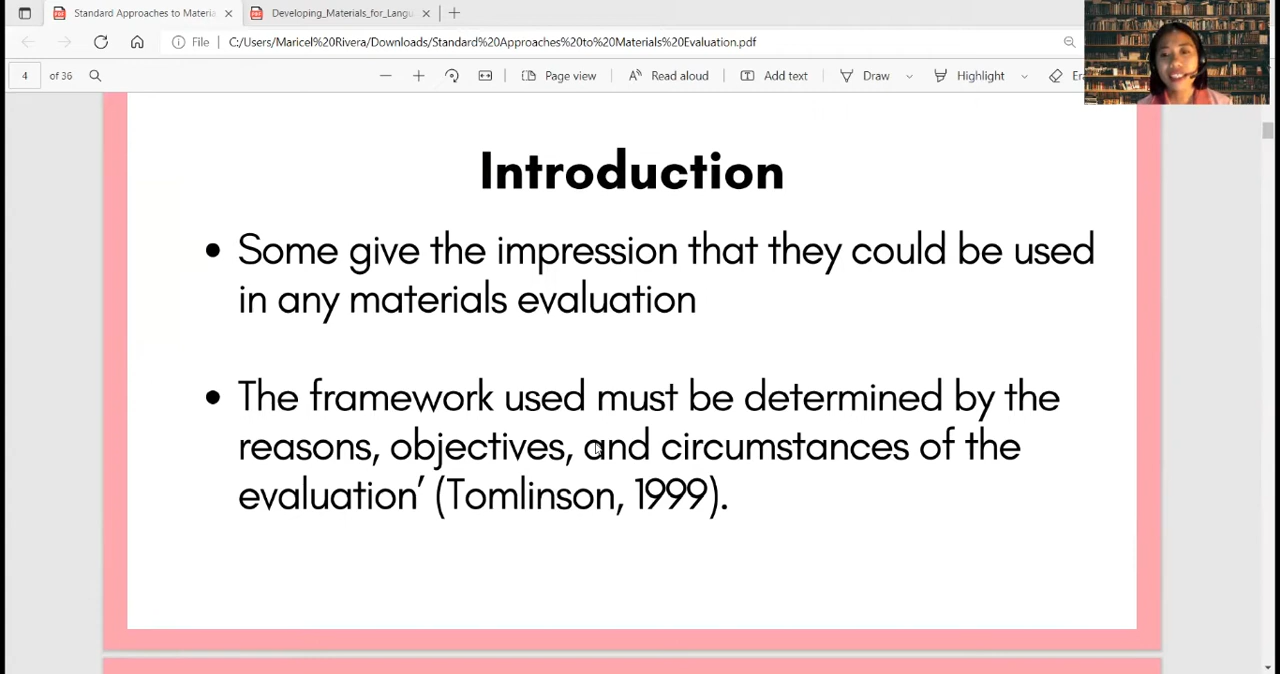 Standard Approaches to Materia
Developing_Materials_for_Langu
File
C:/Users/Maricel%20Rivera/Downloads/Standard%20Approaches%20to%20Materials%20Evaluation.pdf
4 of 36
Page view
Read aloud
Add text
Draw
Highlight
Introduction
• Some give the impression that they could be used
in any materials evaluation
• The framework used must be determined by the
reasons, objectives, and circumstances of the
evaluation’ (Tomlinson, 1999).